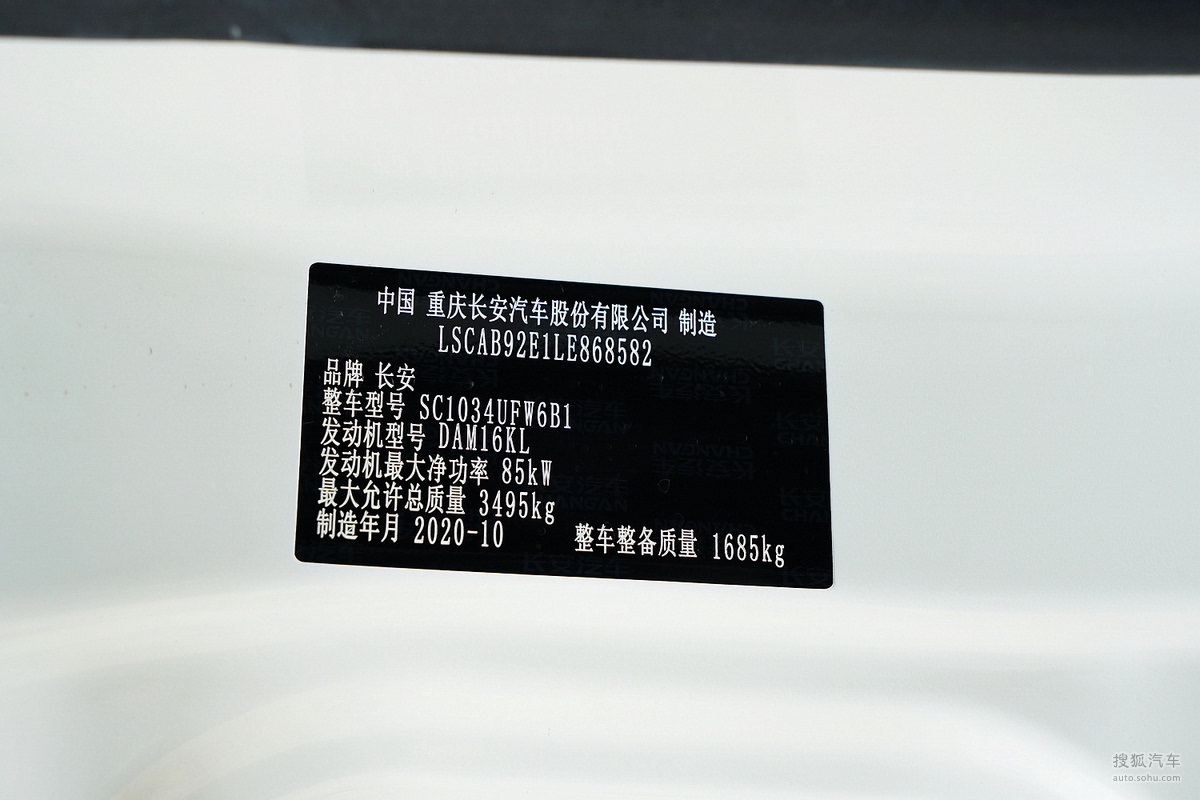 中国 重庆长安汽车股份有限公司 制造
LSCAB92E1LE868582
品牌 长安
整车型号 SC1034UFW6B1
发动机型号 DAM16KL
发动机最大净功率 85kW
最大允许总质量 3495kg
制造年月 2020-10 整车整备质量 1685kg
搜狐汽车
auto.sohu.com